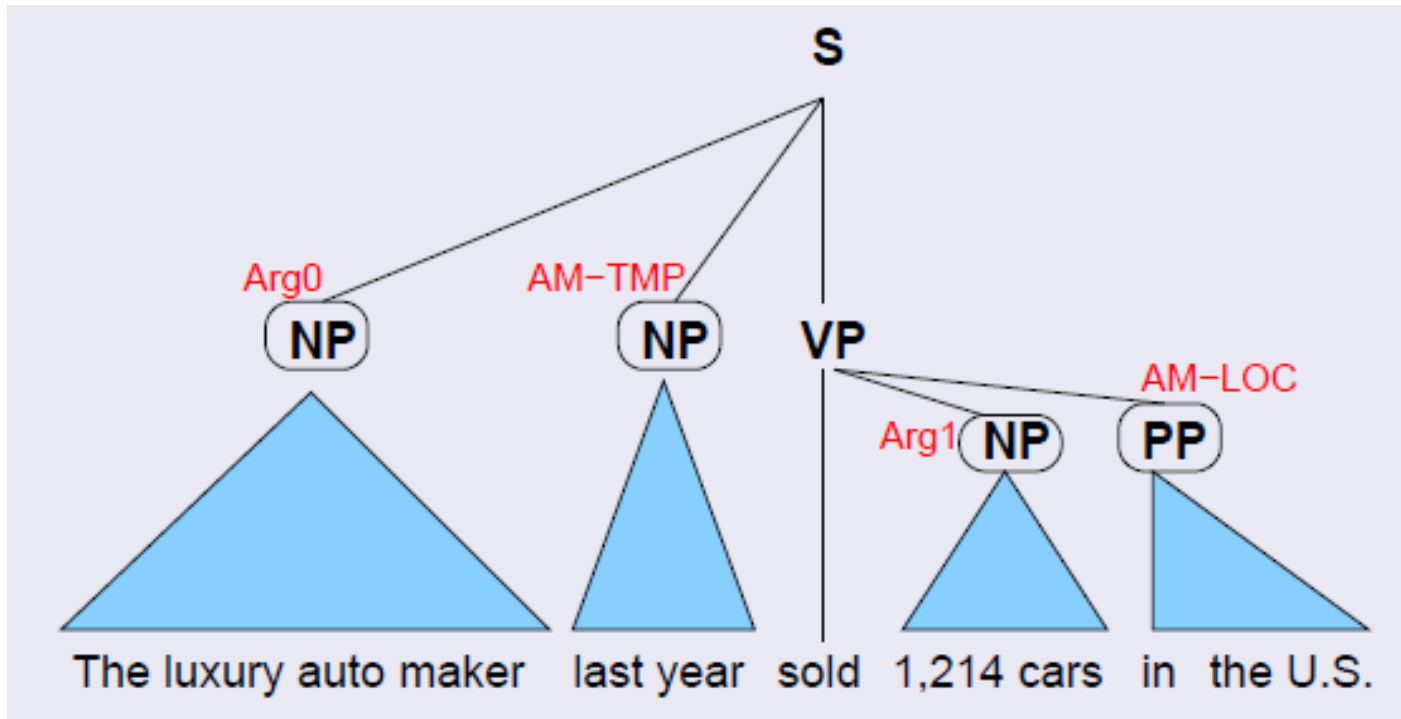 S
Arg0 AM−TMP
NP NP VP
AM−LOC
Arg1 NP PP
The luxury auto maker last year sold 1,214 cars in the U.S.